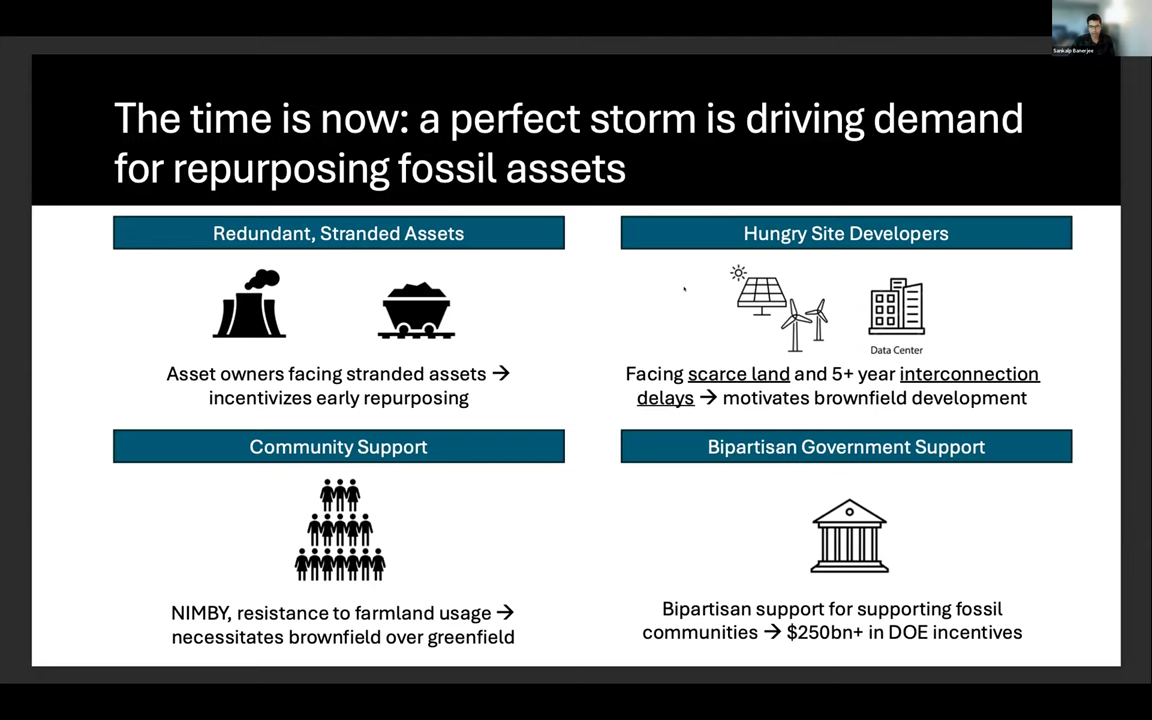 Sankalp Banerjee
The time is now: a perfect storm is driving demand
for repurposing fossil assets
Redundant, Stranded Assets
Asset owners facing stranded assets →
incentivizes early repurposing
Hungry Site Developers
Data Center
Facing scarce land and 5+ year interconnection
delays → motivates brownfield development
Community Support
NIMBY, resistance to farmland usage →
necessitates brownfield over greenfield
Bipartisan Government Support
Bipartisan support for supporting fossil
communities → $250bn+ in DOE incentives